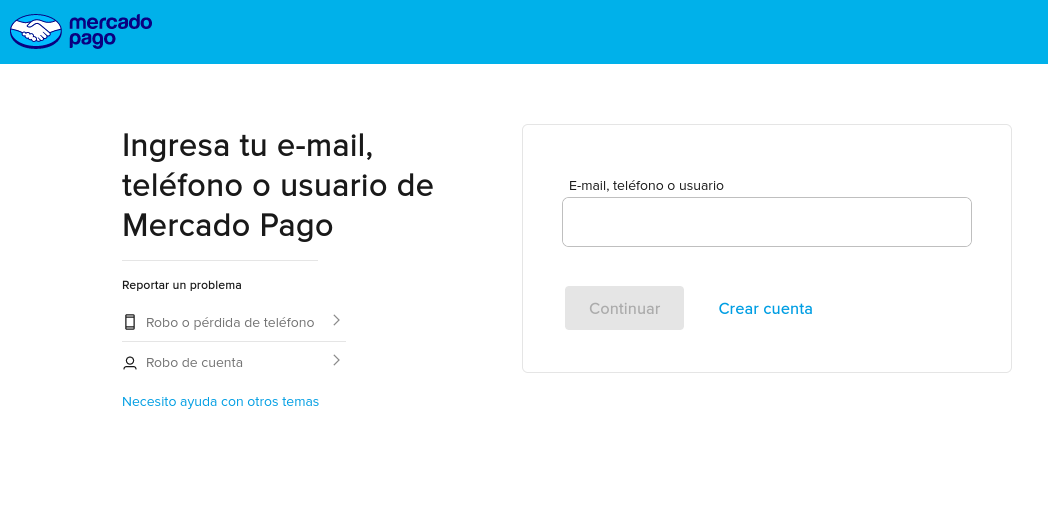 mercado
pago
Ingresa tu e-mail,
teléfono o usuario de
Mercado Pago
Reportar un problema
Robo o pérdida de teléfono
Robo de cuenta
Necesito ayuda con otros temas
E-mail, teléfono o usuario
Continuar
Crear cuenta